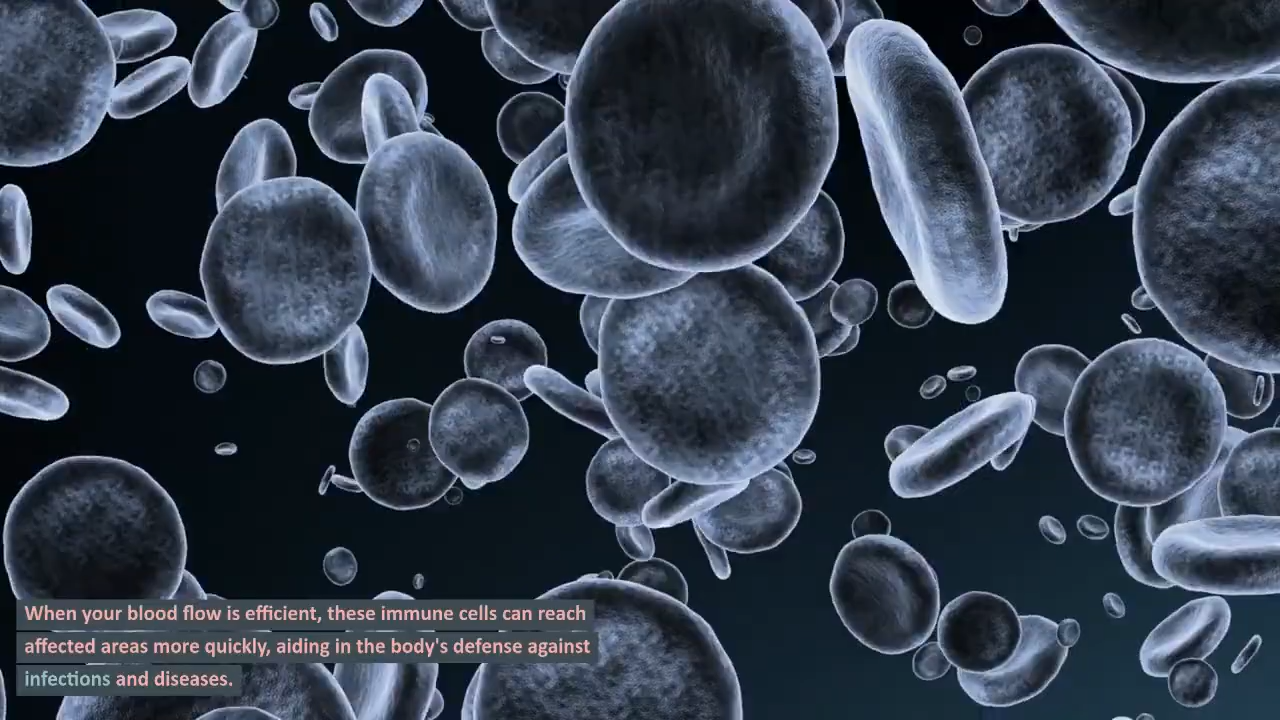 When your blood flow is efficient, these immune cells can reach
affected areas more quickly, aiding in the body's defense against
infections and diseases.